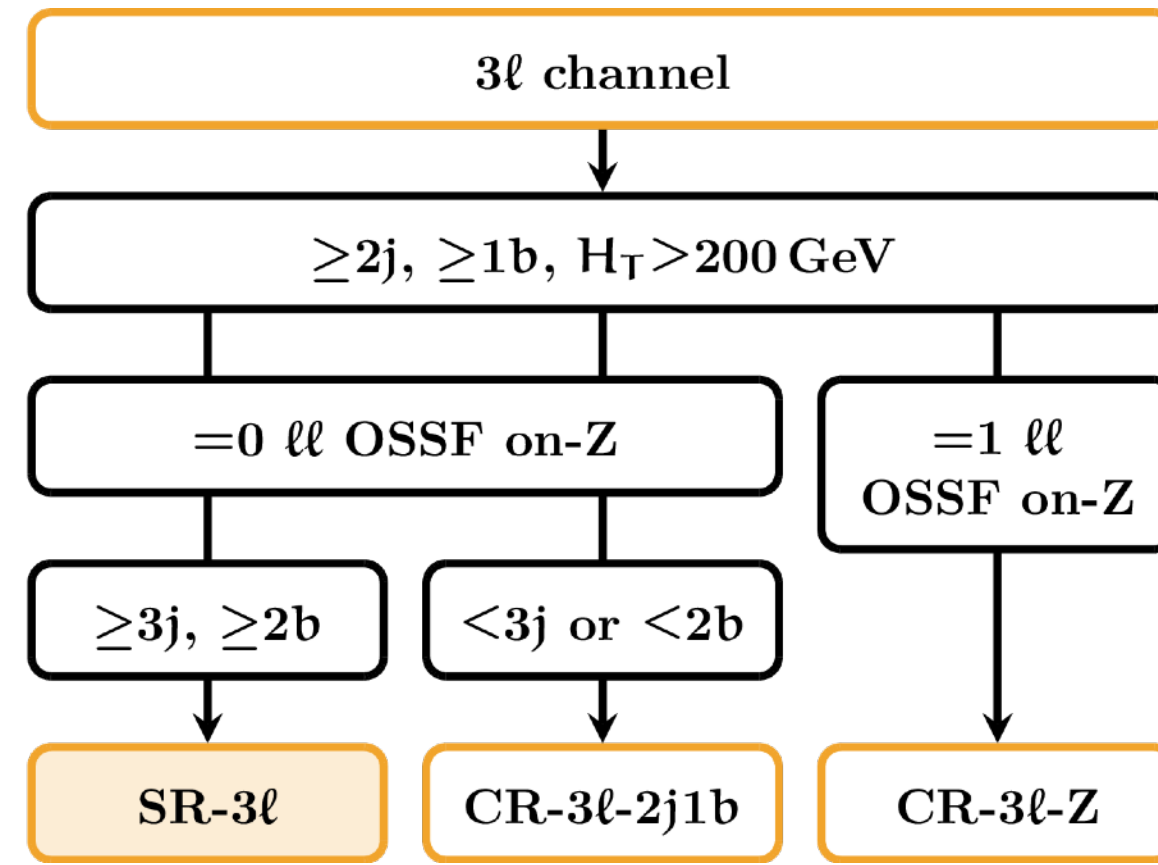 3ℓ channel
≥2j, ≥1b, H_T>200 GeV
=0 ℓℓ OSSF on-Z
=1 ℓℓ
OSSF on-Z
≥3j, ≥2b
<3j or <2b
SR-3ℓ
CR-3ℓ-2j1b
CR-3ℓ-Z